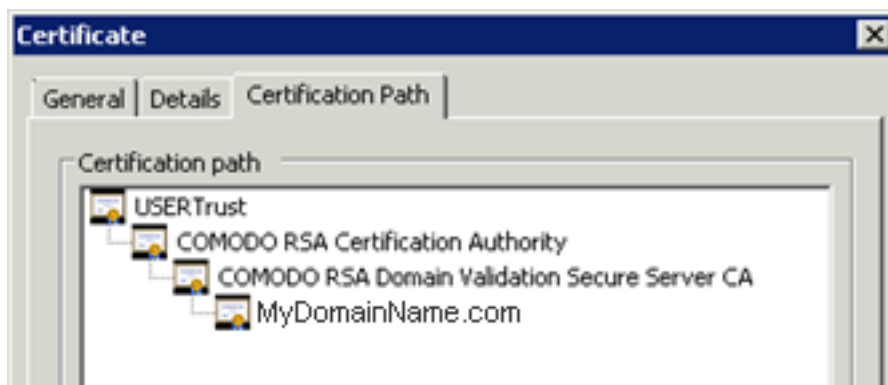 Certificate
General Details Certification Path
Certification path
USERTrust
COMODO RSA Certification Authority
COMODO RSA Domain Validation Secure Server CA
MyDomainName.com